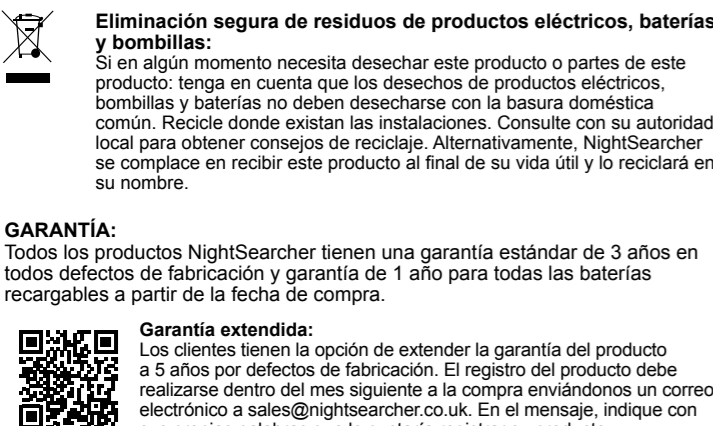 Eliminación segura de residuos de productos eléctricos, baterías
y bombillas:
Si en algún momento necesita desechar este producto o partes de este
producto: tenga en cuenta que los desechos de productos eléctricos,
bombillas y baterías no deben desecharse con la basura doméstica
común. Recicle donde existan las instalaciones. Consulte con su autoridad
local para obtener consejos de reciclaje. Alternativamente, NightSearcher
se complace en recibir este producto al final de su vida útil y lo reciclará en
su nombre.
GARANTÍA:
Todos los productos NightSearcher tienen una garantía estándar de 3 años en
todos defectos de fabricación y garantía de 1 año para todas las baterías
recargables a partir de la fecha de compra.
Garantía extendida:
Los clientes tienen la opción de extender la garantía del producto
a 5 años por defectos de fabricación. El registro del producto debe
realizarse dentro del mes siguiente a la compra enviándonos un correo
electrónico a sales@nightsearcher.co.uk. En el mensaje, indique con